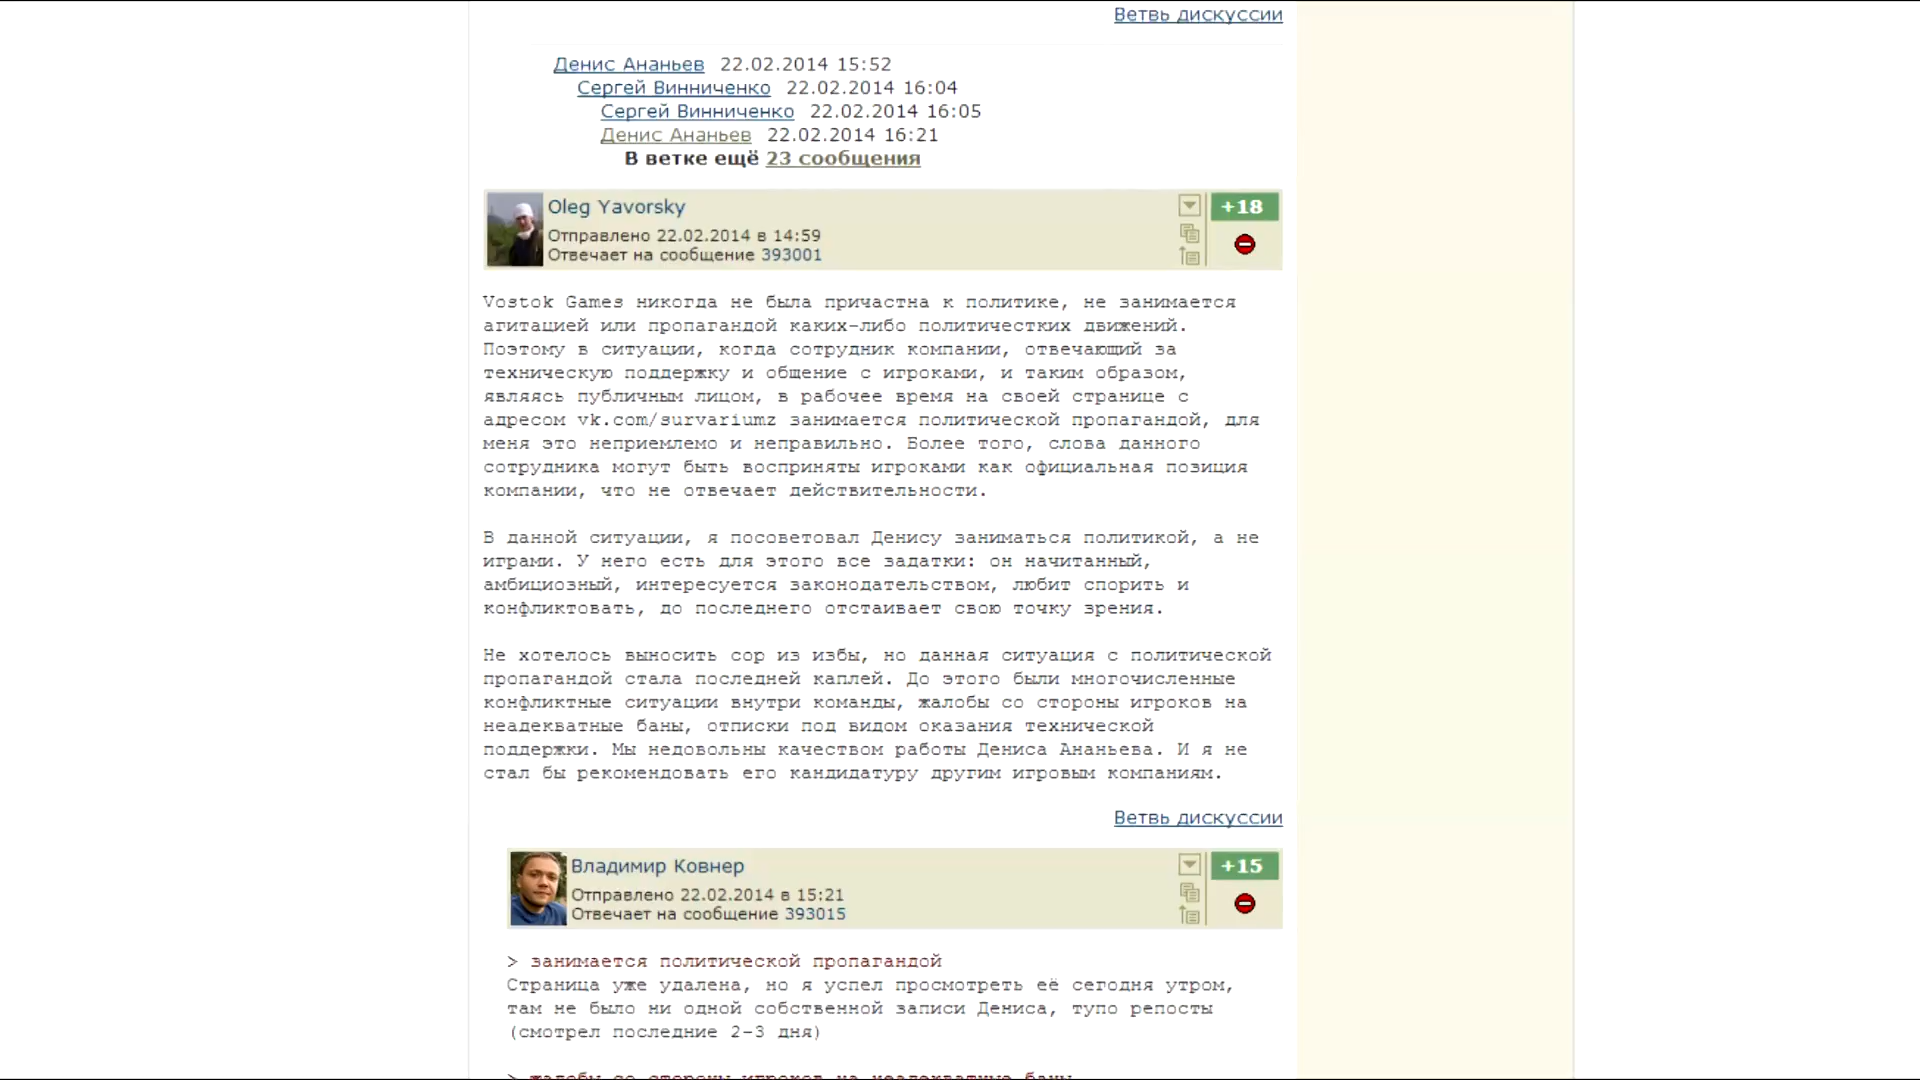 Ветвь дискуссии
Денис Ананьев 22.02.2014 15:52
Сергей Винниченко 22.02.2014 16:04
Сергей Винниченко 22.02.2014 16:05
Денис Ананьев 22.02.2014 16:21
В ветке ещё 23 сообщения
Oleg Yavorsky
+18
Отправлено 22.02.2014 в 14:59
Отвечает на сообщение 393001
Vostok Games никогда не была причастна к политике, не занимается
агитацией или пропагандой каких-либо политичестких движений.
Поэтому в ситуации, когда сотрудник компании, отвечающий за
техническую поддержку и общение с игроками, и таким образом,
являясь публичным лицом, в рабочее время на своей странице с
адресом vk.com/survariumz занимается политической пропагандой, для
меня это неприемлемо и неправильно. Более того, слова данного
сотрудника могут быть восприняты игроками как официальная позиция
компании, что не отвечает действительности.
В данной ситуации, я посоветовал Денису заниматься политикой, а не
играми. У него есть для этого все задатки: он начитанный,
амбициозный, интересуется законодательством, любит спорить и
конфликтовать, до последнего отстаивает свою точку зрения.
Не хотелось выносить сор из избы, но данная ситуация с политической
пропагандой стала последней каплей. До этого были многочисленные
конфликтные ситуации внутри команды, жалобы со стороны игроков на
неадекватные баны, отписки под видом оказания технической
поддержки. Мы недовольны качеством работы Дениса Ананьева. И я не
стал бы рекомендовать его кандидатуру другим игровым компаниям.
Ветвь дискуссии
Владимир Ковнер
+15
Отправлено 22.02.2014 в 15:21
Отвечает на сообщение 393015
> занимается политической пропагандой
Страница уже удалена, но я успел просмотреть её сегодня утром,
там не было ни одной собственной записи Дениса, тупо репосты
(смотрел последние 2-3 дня)
> жалобы со стороны игроков на неадекватные баны